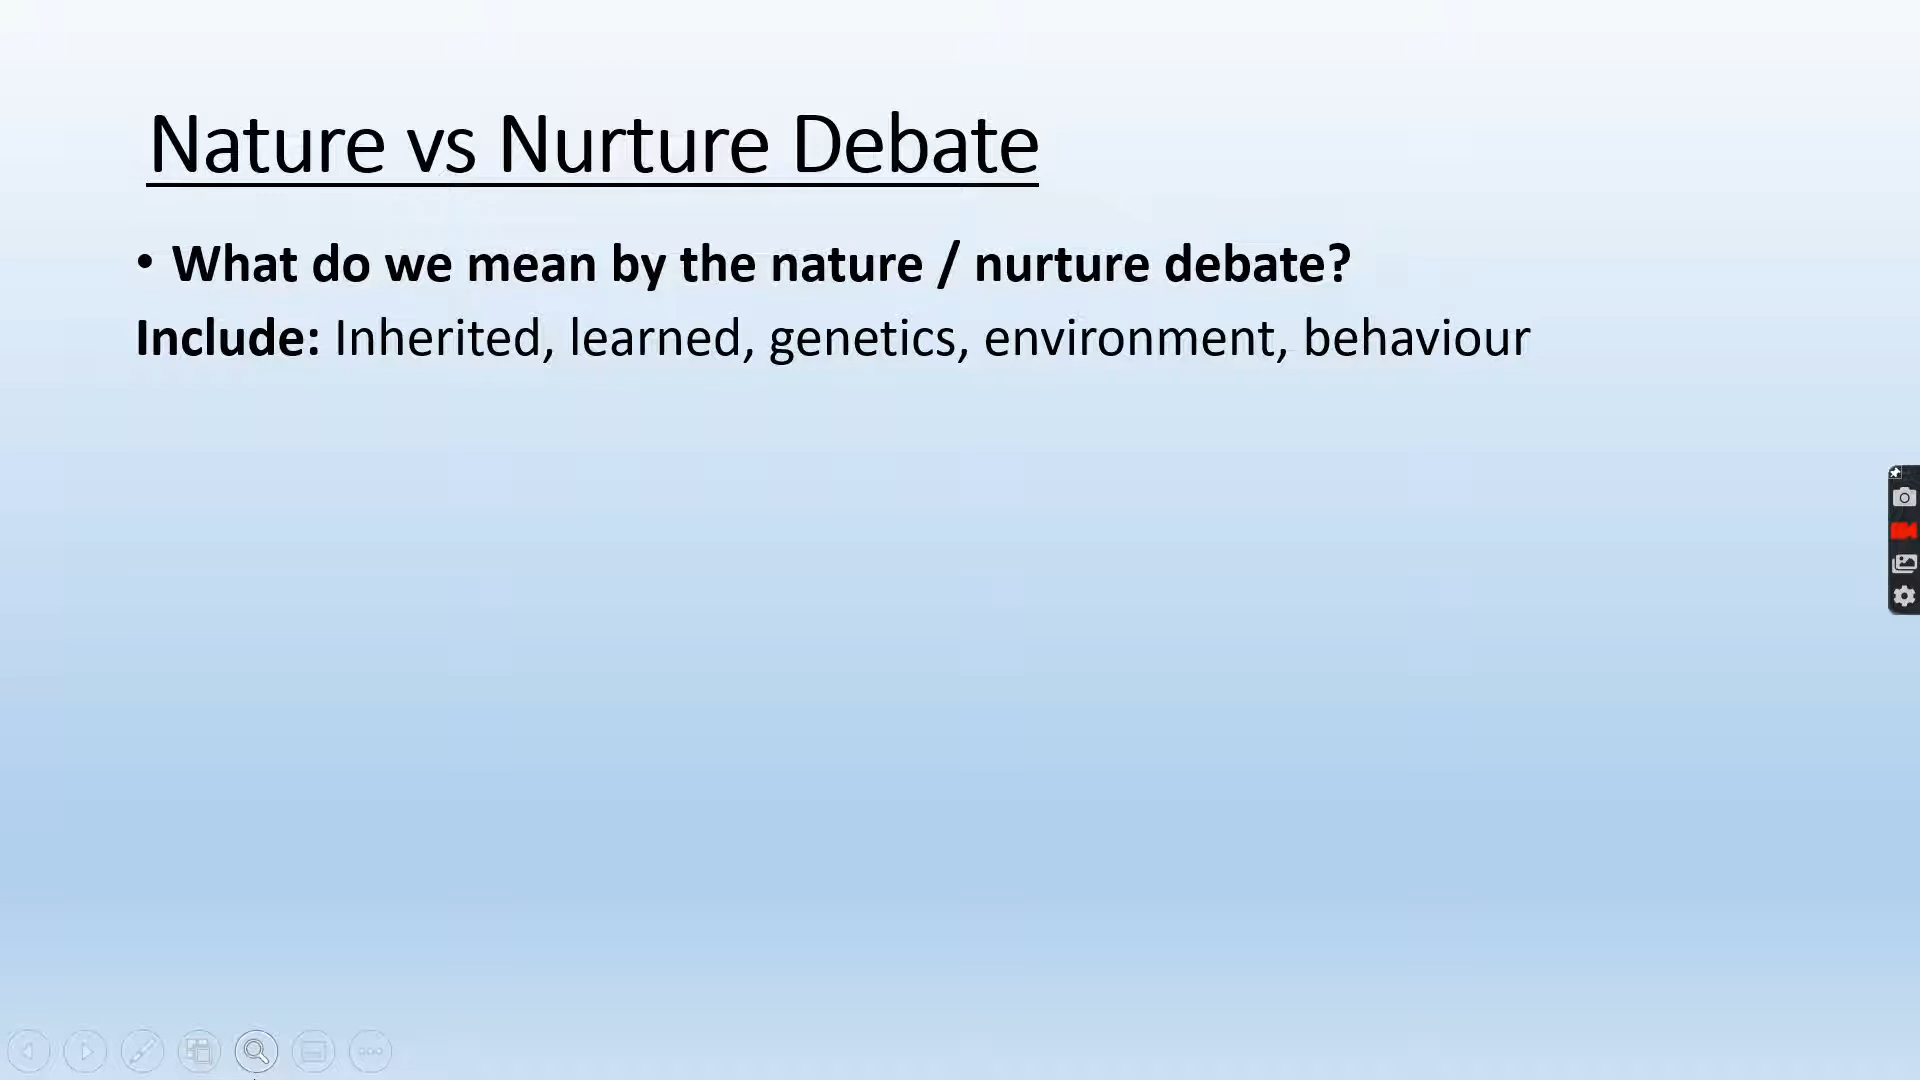 Nature vs Nurture Debate
• What do we mean by the nature / nurture debate?
Include: Inherited, learned, genetics, environment, behaviour